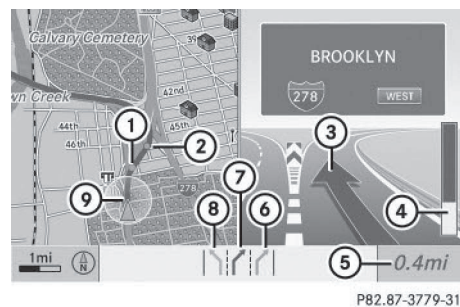 Calvary Cemetery
39
BROOKLYN
42nd
278
WEST
wn Creek
44th
45th
46th
1
2
3
278
4
9
8
7
6
5
1mi
N
0.4mi
P82.87-3779-31